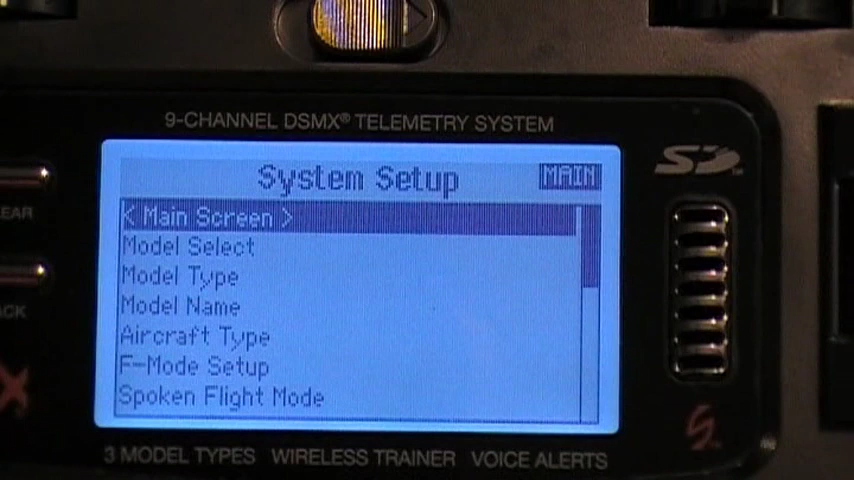 9-CHANNEL DSMX® TELEMETRY SYSTEM
System Setup MAIN
< Main Screen >
Model Select
Model Type
Model Name
Aircraft Type
F-Mode Setup
Spoken Flight Mode
3 MODEL TYPES WIRELESS TRAINER VOICE ALERTS
SD